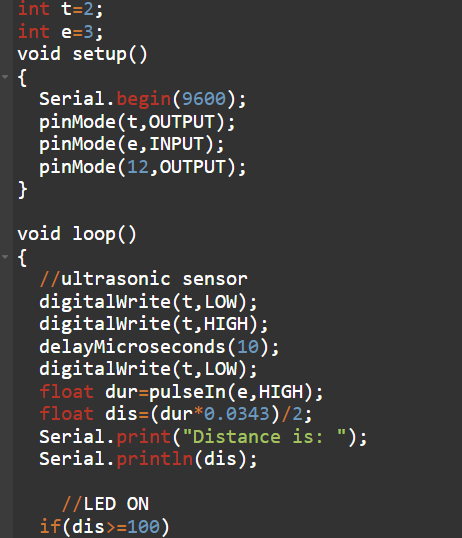 int t=2;
int e=3;
void setup()
{
  Serial.begin(9600);
  pinMode(t,OUTPUT);
  pinMode(e,INPUT);
  pinMode(12,OUTPUT);
}

void loop()
{
  //ultrasonic sensor
  digitalWrite(t,LOW);
  digitalWrite(t,HIGH);
  delayMicroseconds(10);
  digitalWrite(t,LOW);
  float dur=pulseIn(e,HIGH);
  float dis=(dur*0.0343)/2;
  Serial.print("Distance is: ");
  Serial.println(dis);

    //LED ON
  if(dis>=100)